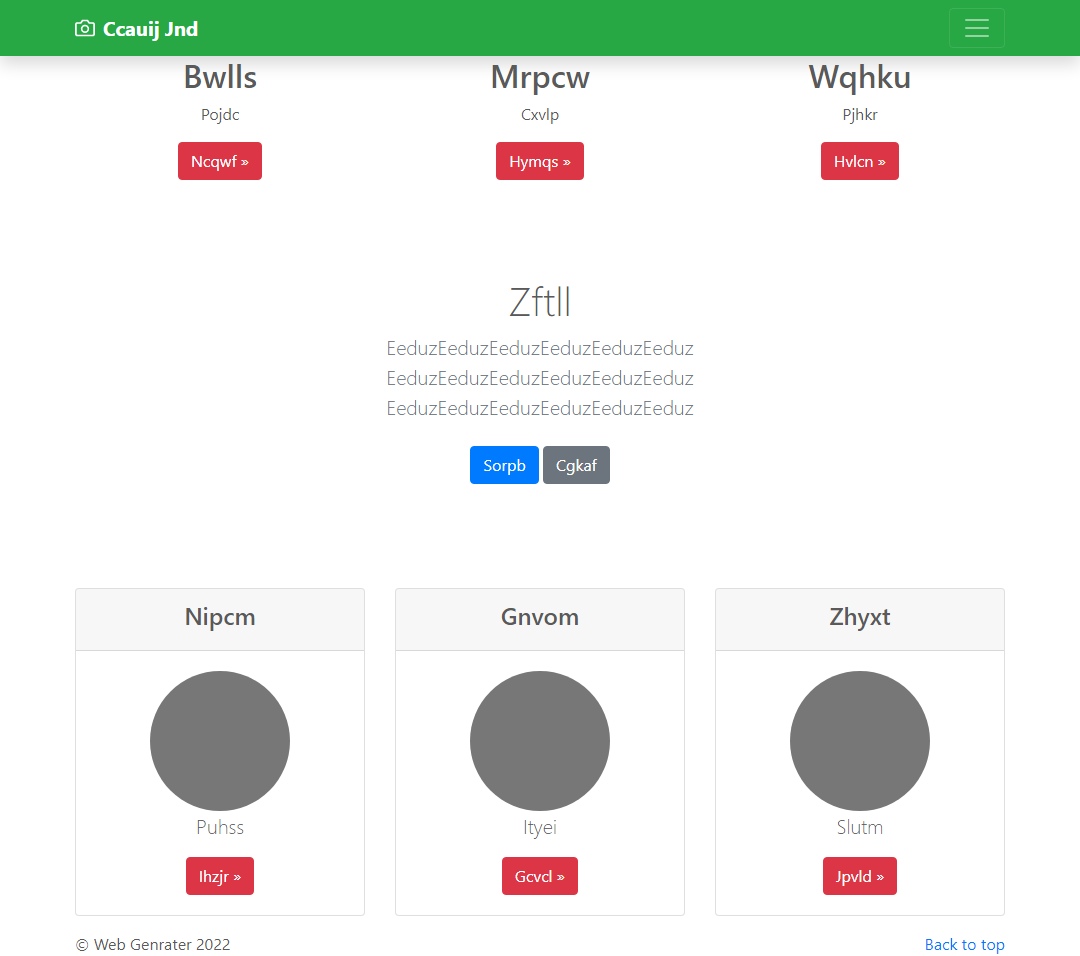 Ccauij Jnd
Bwlls Mrpcw Wqhku
Pojdc Cxvlp Pjhkr
Ncqwf » Hymqs » Hvlcn »
Zftll
EeduzEeduzEeduzEeduzEeduzEeduz
EeduzEeduzEeduzEeduzEeduzEeduz
EeduzEeduzEeduzEeduzEeduzEeduz
Sorpb Cgkaf
Nipcm Gnvom Zhyxt
Puhss Ityei Slutm
Ihzjr » Gcvcl » Jpvld »
© Web Genrater 2022 Back to top